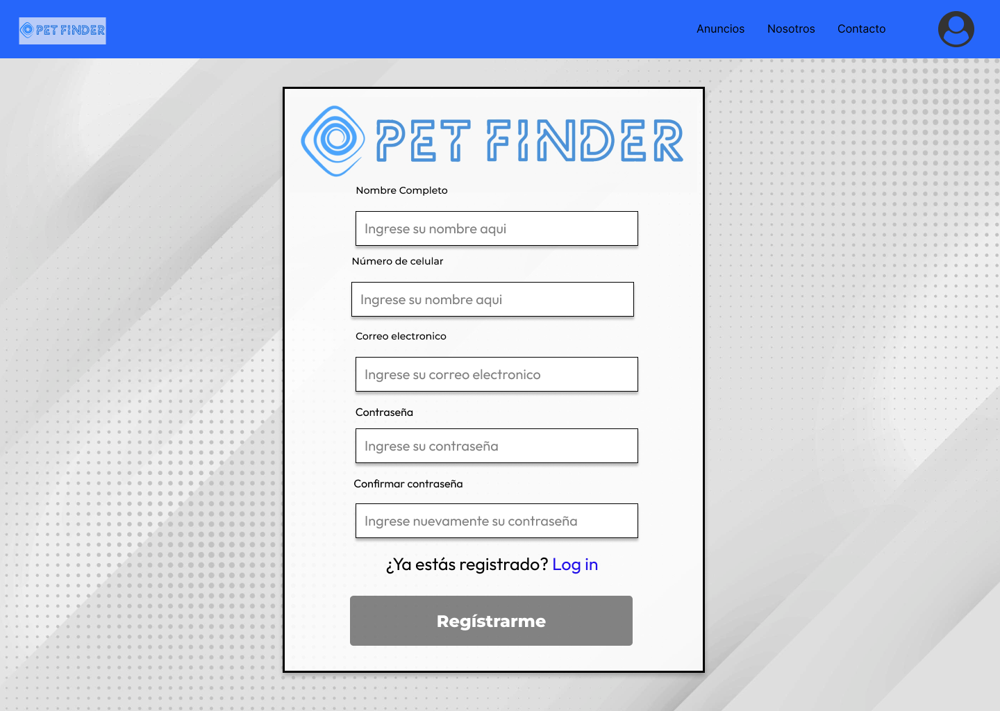 PET FINDER
Anuncios Nosotros Contacto
PET FINDER
Nombre Completo
Ingrese su nombre aqui
Número de celular
Ingrese su nombre aqui
Correo electronico
Ingrese su correo electronico
Contraseña
Ingrese su contraseña
Confirmar contraseña
Ingrese nuevamente su contraseña
¿Ya estás registrado? Log in
Regístrarme